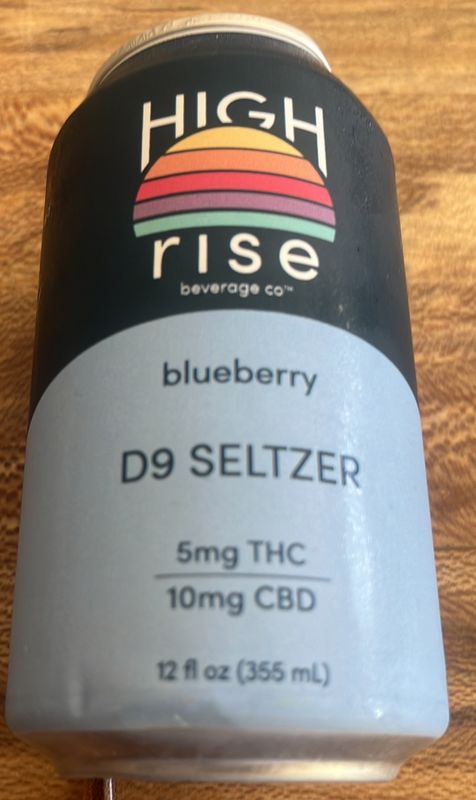 HIGH
rise
beverage co™
blueberry
D9 SELTZER
5mg THC
10mg CBD
12 fl oz (355 mL)